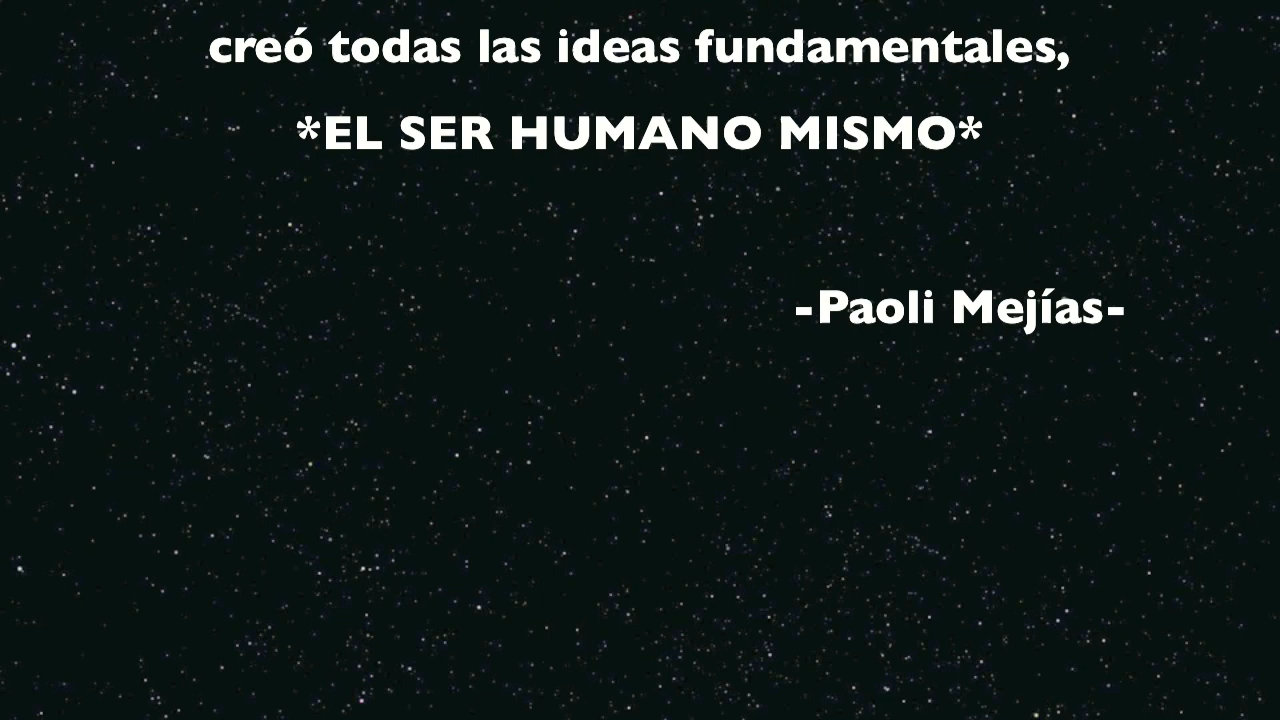 creó todas las ideas fundamentales,
*EL SER HUMANO MISMO*
-Paoli Mejías-